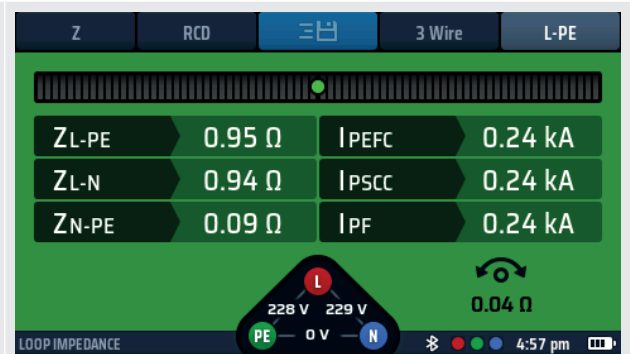 Z RCD 3 Wire L-PE
ZL-PE 0.95 Ω IPEFC 0.24 kA
ZL-N 0.94 Ω IPSCC 0.24 kA
ZN-PE 0.09 Ω IPF 0.24 kA
L
228 V 229 V 0.04 Ω
PE 0 V N
LOOP IMPEDANCE 4:57 pm